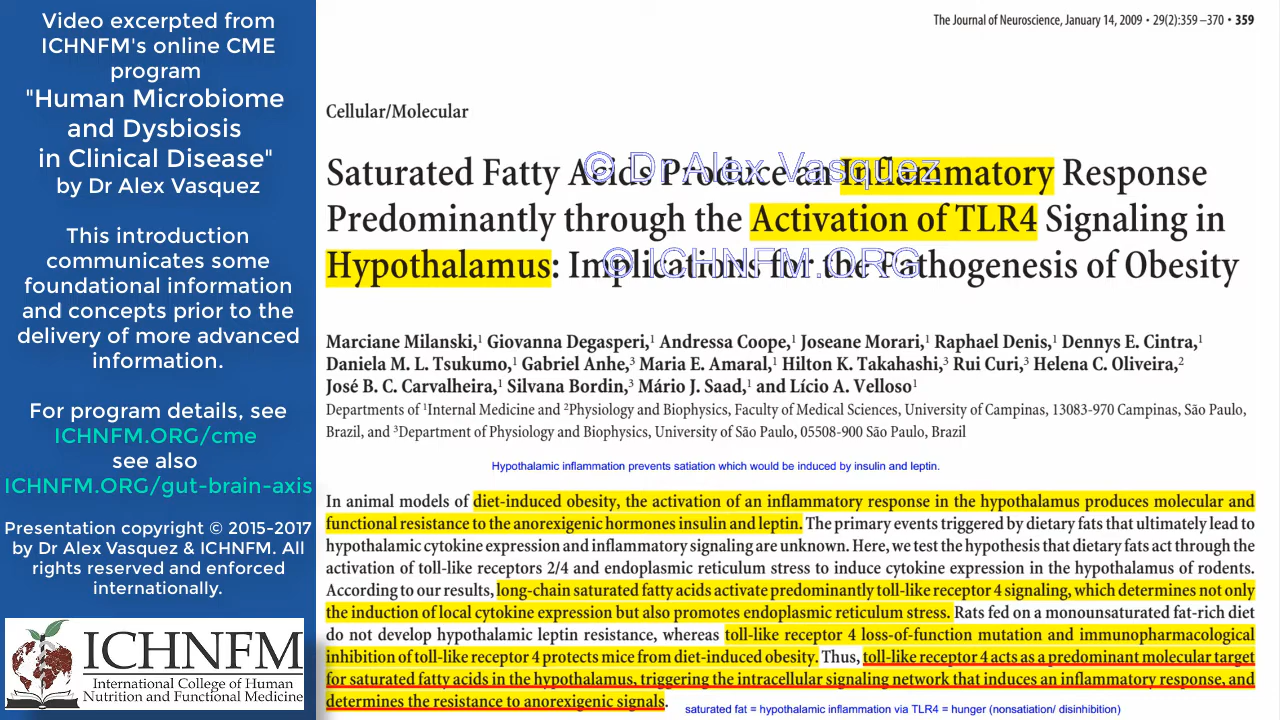 Video excerpted from
ICHNFM's online CME
program
"Human Microbiome
and Dysbiosis
in Clinical Disease"
by Dr Alex Vasquez
This introduction
communicates some
foundational information
and concepts prior to the
delivery of more advanced
information.
For program details, see
ICHNFM.ORG/cme
see also
ICHNFM.ORG/gut-brain-axis
Presentation copyright © 2015-2017
by Dr Alex Vasquez & ICHNFM. All
rights reserved and enforced
internationally.
ICHNFM
International College of Human
Nutrition and Functional Medicine
The Journal of Neuroscience, January 14, 2009 • 29(2):359–370 • 359
Cellular/Molecular
Saturated Fatty Acids Produce an Inflammatory Response
Predominantly through the Activation of TLR4 Signaling in
Hypothalamus: Implications for the Pathogenesis of Obesity
© Dr Alex Vasquez
© ICHNFM.ORG
Marciane Milanski,1 Giovanna Degasperi,1 Andressa Coope,1 Joseane Morari,1 Raphael Denis,1 Dennys E. Cintra,1
Daniela M. L. Tsukumo,1 Gabriel Anhe,3 Maria E. Amaral,1 Hilton K. Takahashi,3 Rui Curi,3 Helena C. Oliveira,2
José B. C. Carvalheira,1 Silvana Bordin,3 Mário J. Saad,1 and Lício A. Velloso1
Departments of 1Internal Medicine and 2Physiology and Biophysics, Faculty of Medical Sciences, University of Campinas, 13083-970 Campinas, São Paulo,
Brazil, and 3Department of Physiology and Biophysics, University of São Paulo, 05508-900 São Paulo, Brazil
Hypothalamic inflammation prevents satiation which would be induced by insulin and leptin.
In animal models of diet-induced obesity, the activation of an inflammatory response in the hypothalamus produces molecular and
functional resistance to the anorexigenic hormones insulin and leptin. The primary events triggered by dietary fats that ultimately lead to
hypothalamic cytokine expression and inflammatory signaling are unknown. Here, we test the hypothesis that dietary fats act through the
activation of toll-like receptors 2/4 and endoplasmic reticulum stress to induce cytokine expression in the hypothalamus of rodents.
According to our results, long-chain saturated fatty acids activate predominantly toll-like receptor 4 signaling, which determines not only
the induction of local cytokine expression but also promotes endoplasmic reticulum stress. Rats fed on a monounsaturated fat-rich diet
do not develop hypothalamic leptin resistance, whereas toll-like receptor 4 loss-of-function mutation and immunopharmacological
inhibition of toll-like receptor 4 protects mice from diet-induced obesity. Thus, toll-like receptor 4 acts as a predominant molecular target
for saturated fatty acids in the hypothalamus, triggering the intracellular signaling network that induces an inflammatory response, and
determines the resistance to anorexigenic signals.
saturated fat = hypothalamic inflammation via TLR4 = hunger (nonsatiation/ disinhibition)